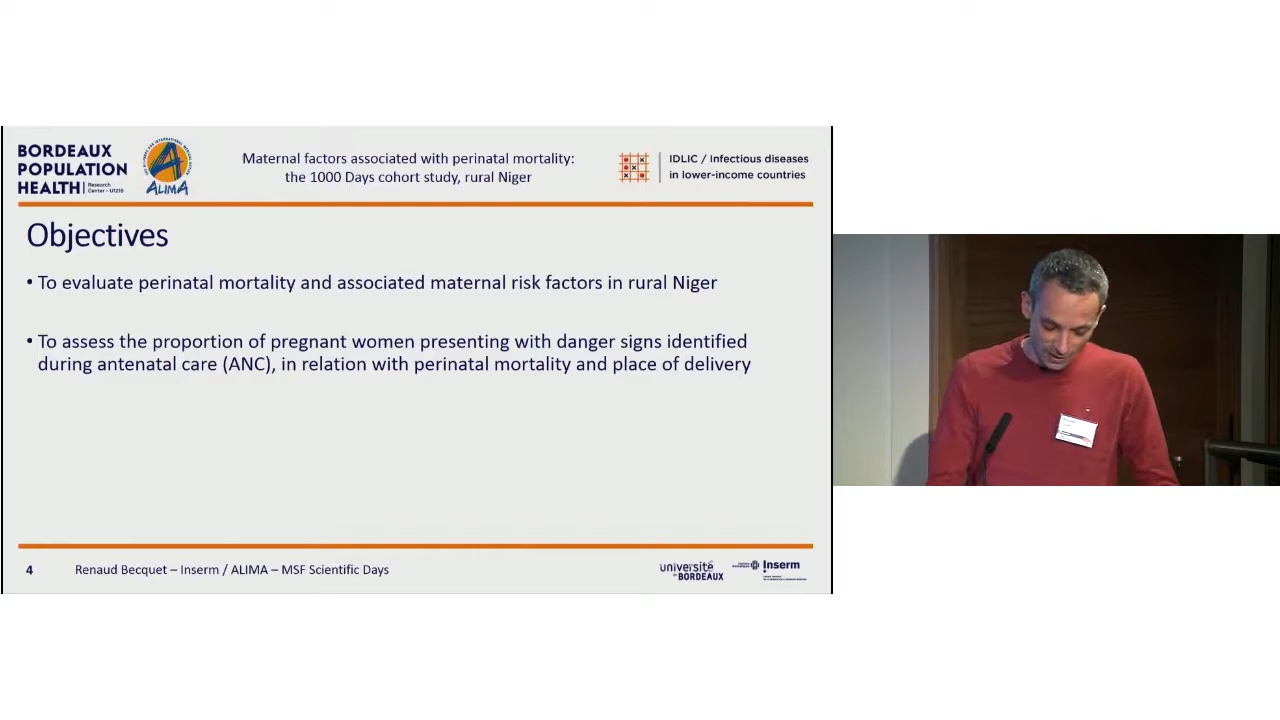 BORDEAUX
POPULATION
HEALTH
Research
Center - U1219
ALIMA
Maternal factors associated with perinatal mortality:
the 1000 Days cohort study, rural Niger
IDLIC / Infectious diseases
in lower-income countries
Objectives
• To evaluate perinatal mortality and associated maternal risk factors in rural Niger
• To assess the proportion of pregnant women presenting with danger signs identified
during antenatal care (ANC), in relation with perinatal mortality and place of delivery
4
Renaud Becquet – Inserm / ALIMA – MSF Scientific Days
université
de BORDEAUX
Inserm